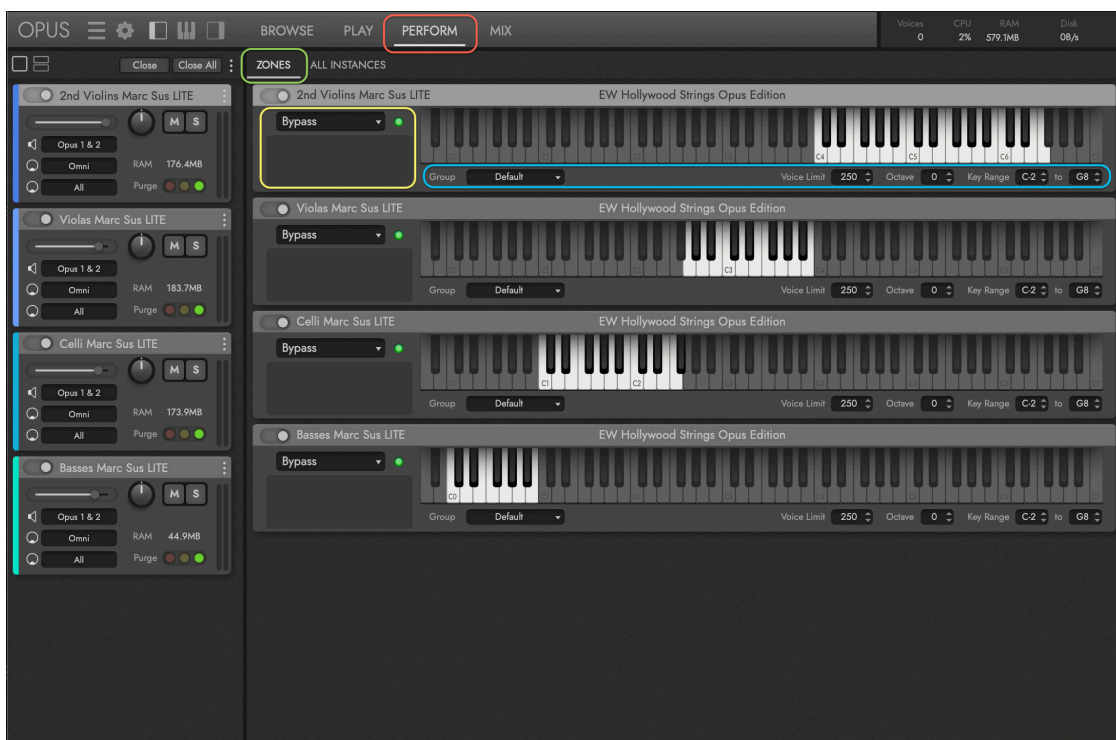 OPUS BROWSE PLAY PERFORM MIX
Voices CPU RAM Disk
0 2% 579.1MB 0B/s
Close Close All ZONES ALL INSTANCES
2nd Violins Marc Sus LITE
M S
Opus 1 & 2
Omni RAM 176.4MB
All Purge
Violas Marc Sus LITE
M S
Opus 1 & 2
Omni RAM 183.7MB
All Purge
Celli Marc Sus LITE
M S
Opus 1 & 2
Omni RAM 173.9MB
All Purge
Basses Marc Sus LITE
M S
Opus 1 & 2
Omni RAM 44.9MB
All Purge
2nd Violins Marc Sus LITE EW Hollywood Strings Opus Edition
Bypass
C4 C5 C6
Group Default Voice Limit 250 Octave 0 Key Range C-2 to G8
Violas Marc Sus LITE EW Hollywood Strings Opus Edition
Bypass
C3
Group Default Voice Limit 250 Octave 0 Key Range C-2 to G8
Celli Marc Sus LITE EW Hollywood Strings Opus Edition
Bypass
C1 C2
Group Default Voice Limit 250 Octave 0 Key Range C-2 to G8
Basses Marc Sus LITE EW Hollywood Strings Opus Edition
Bypass
C0
Group Default Voice Limit 250 Octave 0 Key Range C-2 to G8